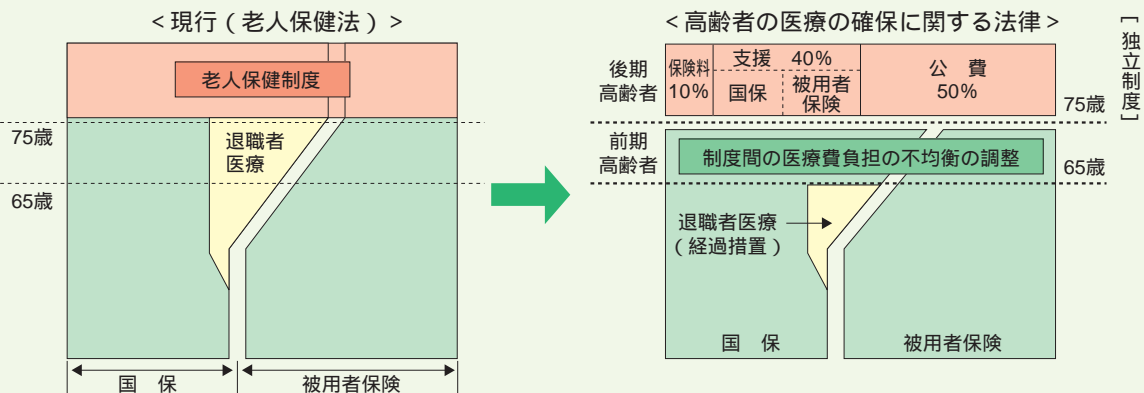 ＜現行（老人保健法）＞
老人保健制度
75歳
退職者
医療
65歳
国　保
被用者保険
＜高齢者の医療の確保に関する法律＞
［独立制度］
後期
高齢者
保険料
10％
支援　40％
国保
被用者
保険
公　費
50％
75歳
前期
高齢者
制度間の医療費負担の不均衡の調整
65歳
退職者医療
（経過措置）
国　保
被用者保険